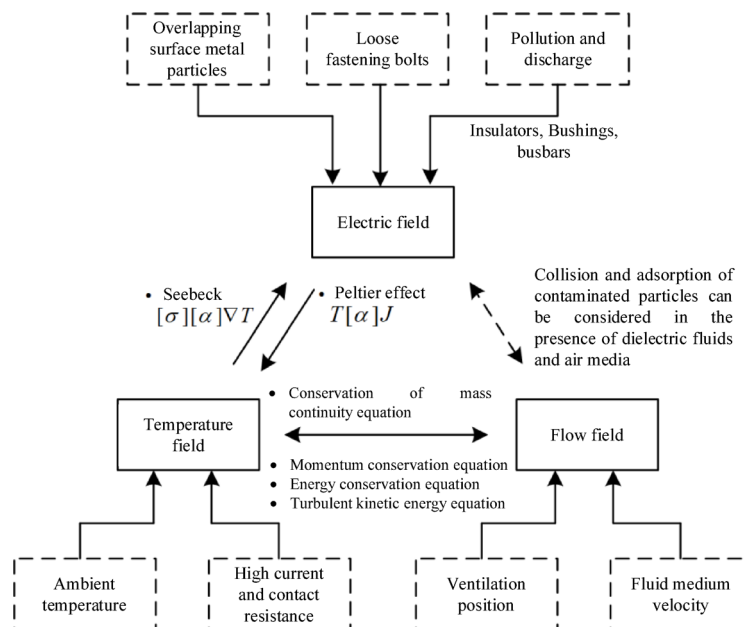 Overlapping
surface metal
particles
Loose
fastening bolts
Pollution and
discharge
Insulators, Bushings,
busbars
Electric field
• Seebeck
[σ][α]∇T
• Peltier effect
T[α]J
Collision and adsorption of
contaminated particles can
be considered in the
presence of dielectric fluids
and air media
• Conservation of mass
continuity equation
Temperature
field
Flow field
• Momentum conservation equation
• Energy conservation equation
• Turbulent kinetic energy equation
Ambient
temperature
High current
and contact
resistance
Ventilation
position
Fluid medium
velocity